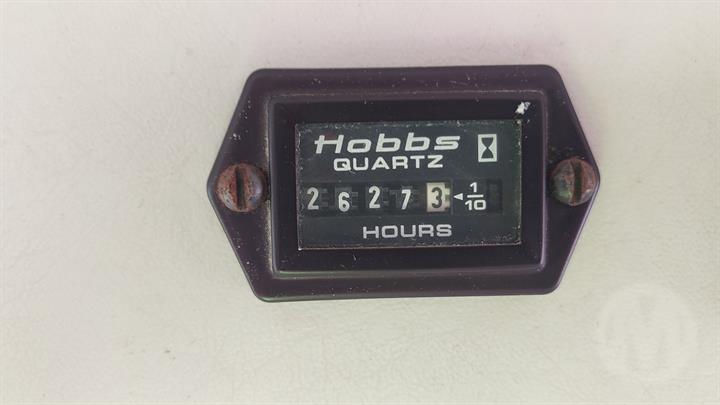 Hobbs
QUARTZ
2 6 2 7 3 ◄ 1/10
HOURS
M